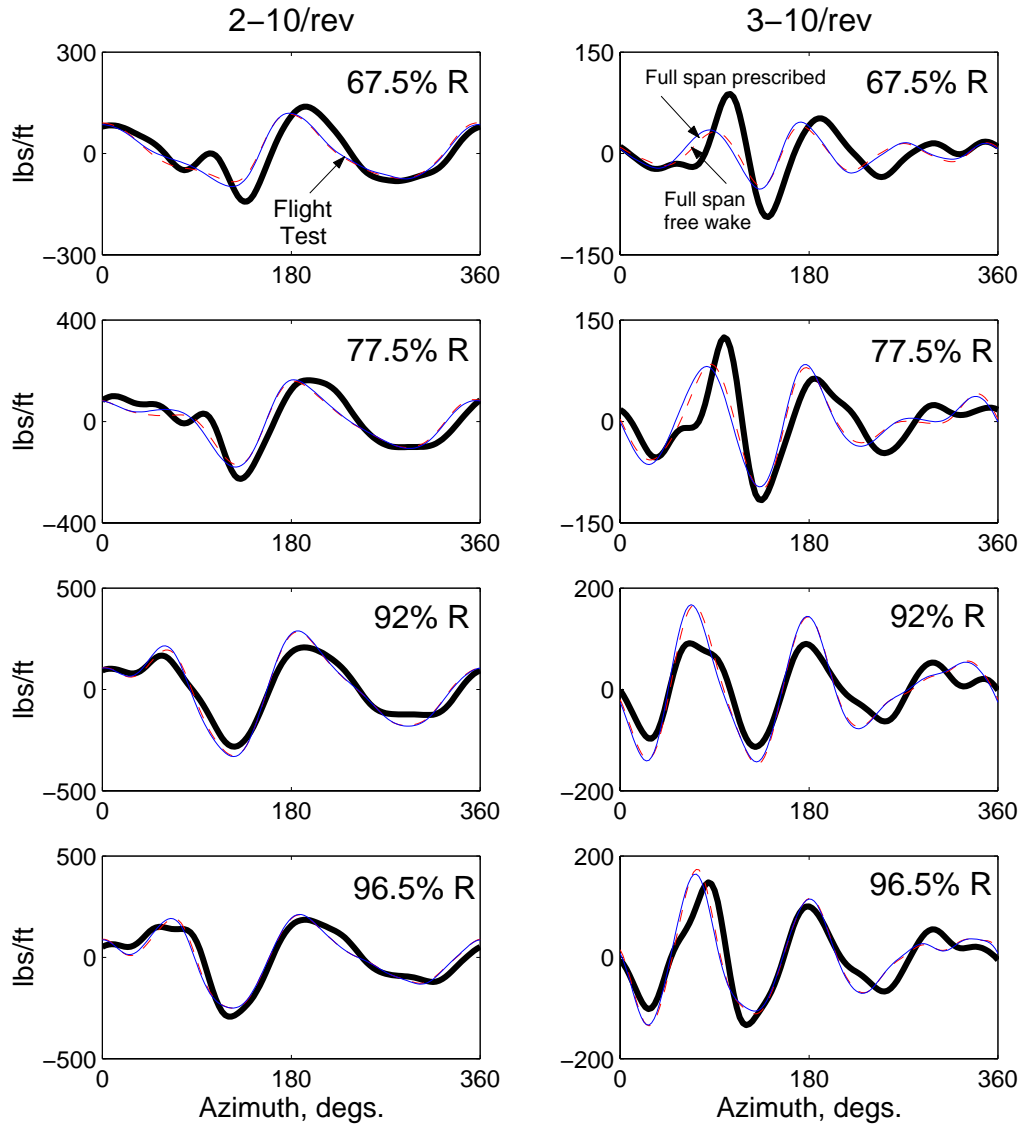 2−10/rev
3−10/rev
300
67.5% R
lbs/ft
0
Flight
Test
−300
0
180
360
150
67.5% R
Full span prescribed
0
Full span
free wake
−150
0
180
360
400
77.5% R
lbs/ft
0
−400
0
180
360
150
77.5% R
0
−150
0
180
360
500
92% R
lbs/ft
0
−500
0
180
360
200
92% R
0
−200
0
180
360
500
96.5% R
lbs/ft
0
−500
0
180
360
Azimuth, degs.
200
96.5% R
0
−200
0
180
360
Azimuth, degs.